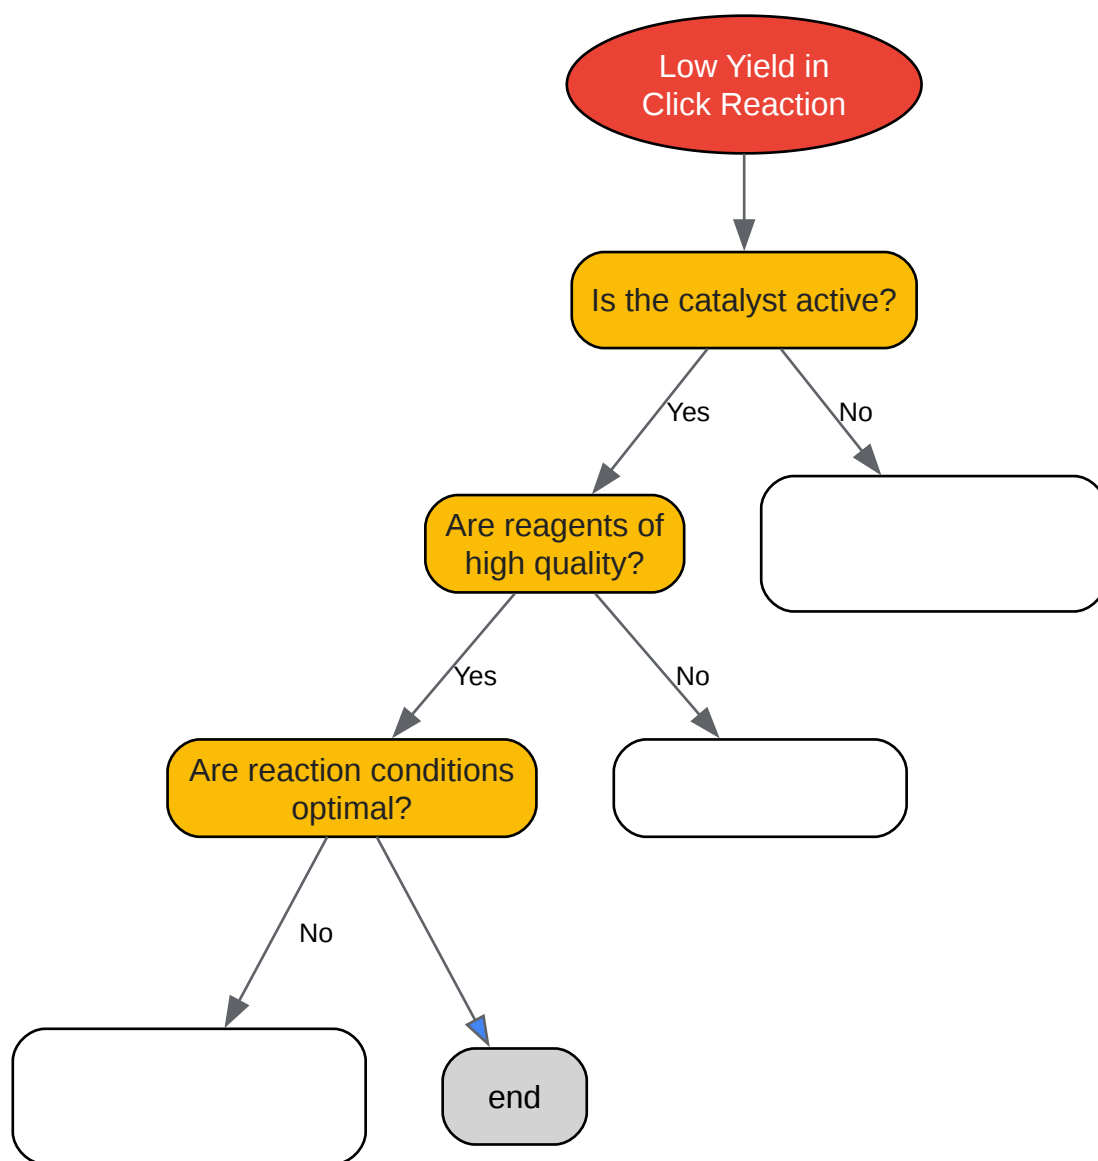 Low Yield in
Click Reaction
Is the catalyst active?
Yes
No
Are reagents of
high quality?
Yes
No
Are reaction conditions
optimal?
No
end